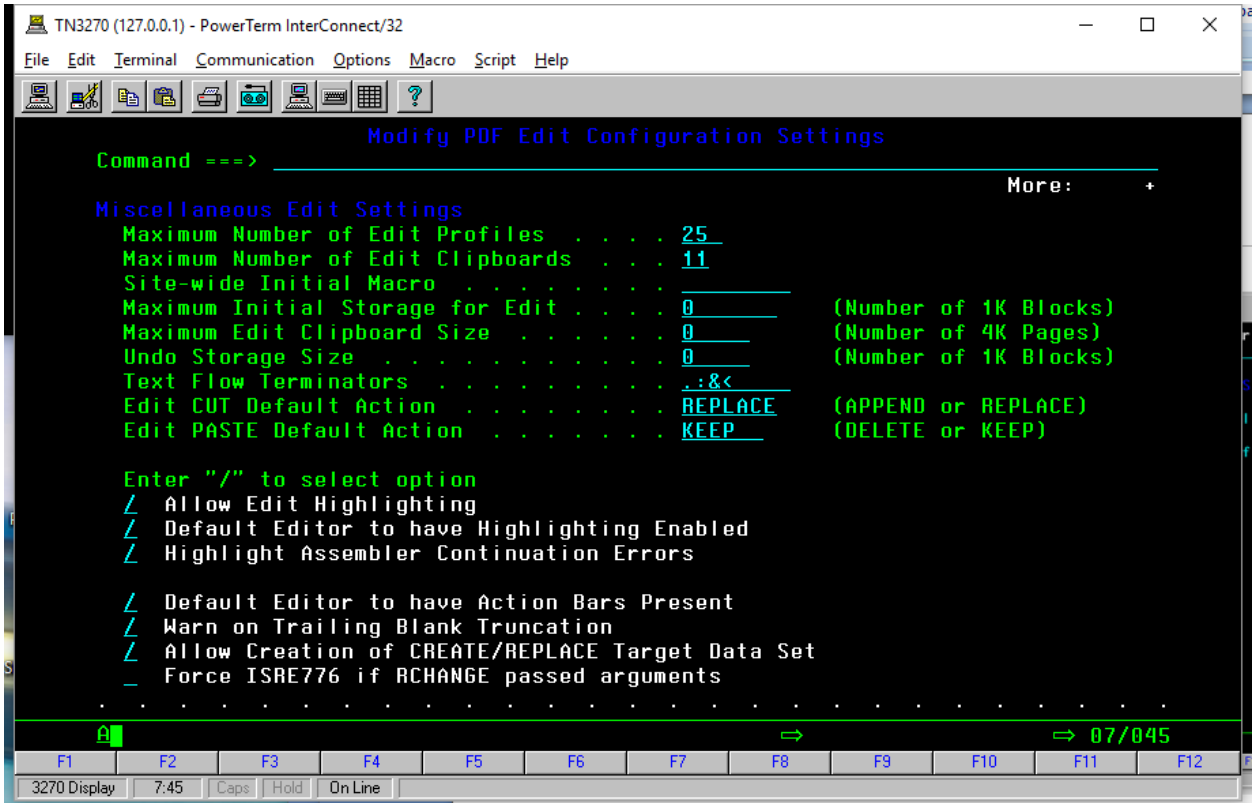 TN3270 (127.0.0.1) - PowerTerm InterConnect/32
File Edit Terminal Communication Options Macro Script Help
Modify PDF Edit Configuration Settings
Command ===>
More: +
Miscellaneous Edit Settings
Maximum Number of Edit Profiles . . . . 25
Maximum Number of Edit Clipboards . . . 11
Site-wide Initial Macro . . . . . . . .
Maximum Initial Storage for Edit . . . . 0 (Number of 1K Blocks)
Maximum Edit Clipboard Size . . . . . . 0 (Number of 4K Pages)
Undo Storage Size . . . . . . . . . . . 0 (Number of 1K Blocks)
Text Flow Terminators . . . . . . . . . .:&<
Edit CUT Default Action . . . . . . . . REPLACE (APPEND or REPLACE)
Edit PASTE Default Action . . . . . . . KEEP (DELETE or KEEP)
Enter "/" to select option
/ Allow Edit Highlighting
/ Default Editor to have Highlighting Enabled
/ Highlight Assembler Continuation Errors
/ Default Editor to have Action Bars Present
/ Warn on Trailing Blank Truncation
/ Allow Creation of CREATE/REPLACE Target Data Set
_ Force ISRE776 if RCHANGE passed arguments
. . . . . . . . . . . . . . . . . . . . . . . . . . . . . . . . . . . . . . . .
A ⇨ ⇨ 07/045
F1 F2 F3 F4 F5 F6 F7 F8 F9 F10 F11 F12
3270 Display 7:45 Caps Hold On Line